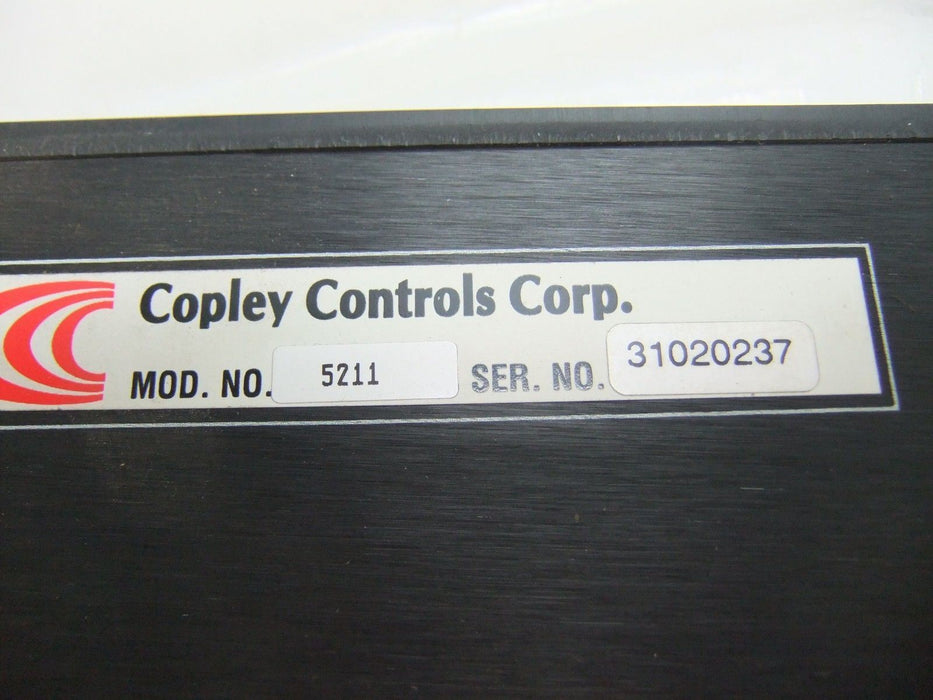 Copley Controls Corp.
MOD. NO. 5211 SER. NO. 31020237